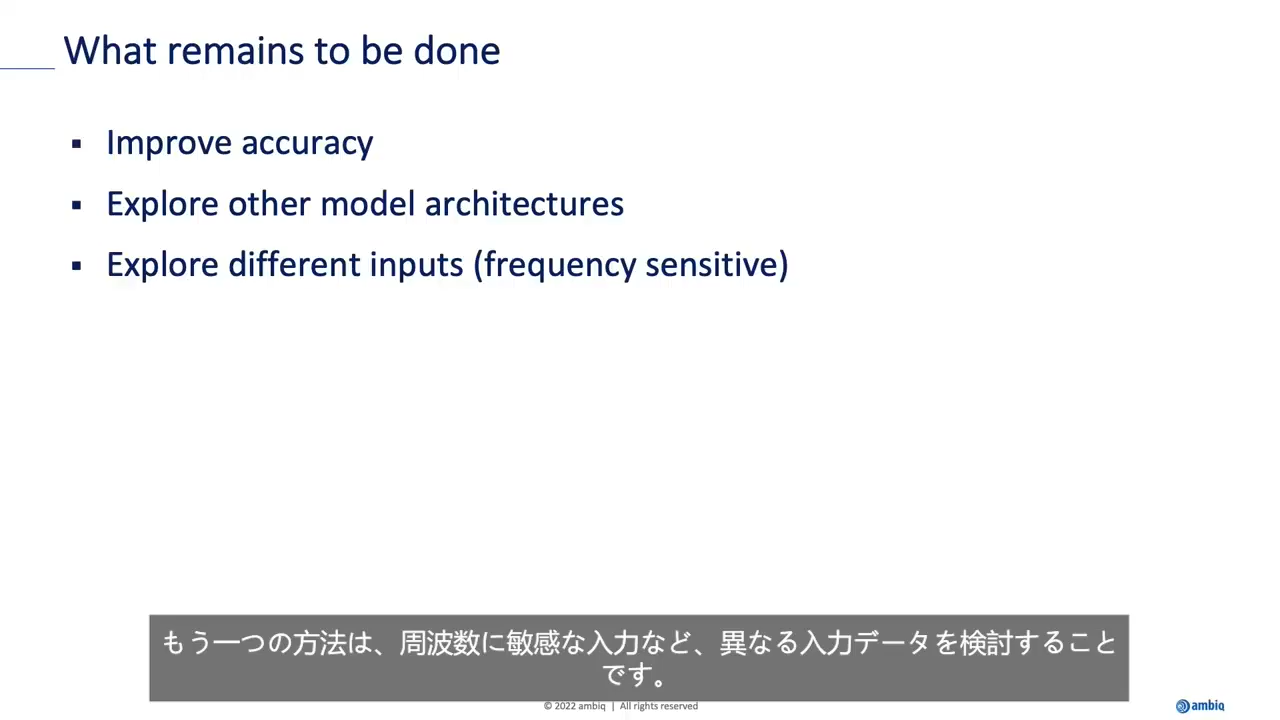 What remains to be done
▪ Improve accuracy
▪ Explore other model architectures
▪ Explore different inputs (frequency sensitive)
もう一つの方法は、周波数に敏感な入力など、異なる入力データを検討すること
です。
© 2022 ambiq | All rights reserved
ambiq